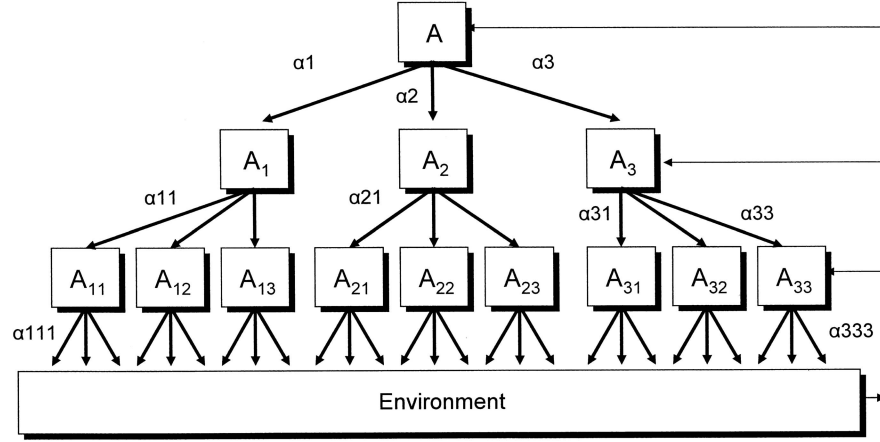 A
α1
α2
α3
A₁
A₂
A₃
α11
α21
α31
α33
A₁₁
A₁₂
A₁₃
A₂₁
A₂₂
A₂₃
A₃₁
A₃₂
A₃₃
α111
α333
Environment